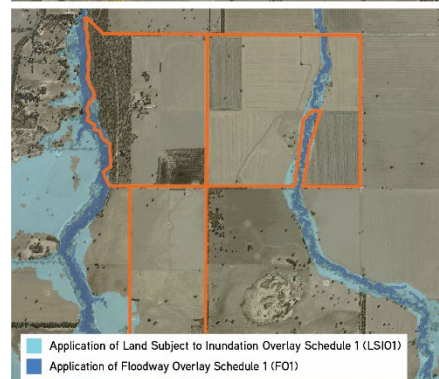 Application of Land Subject to Inundation Overlay Schedule 1 (LSIO1)
Application of Floodway Overlay Schedule 1 (FO1)